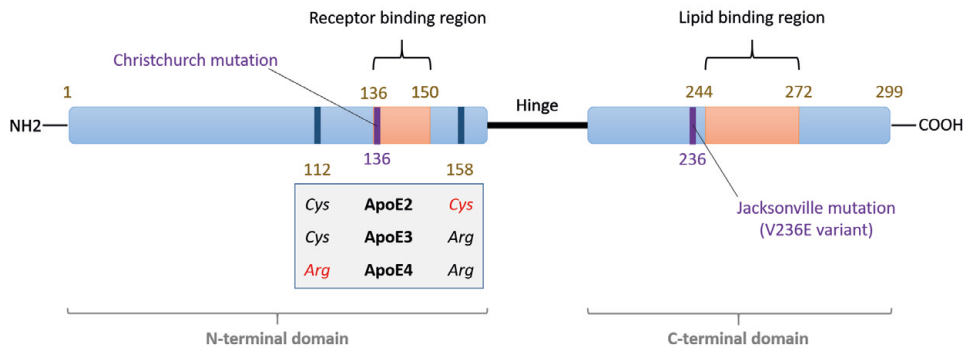 Receptor binding region
Lipid binding region
Christchurch mutation
1
136
150
Hinge
244
272
299
NH2
COOH
136
236
112
158
Cys ApoE2 Cys
Cys ApoE3 Arg
Arg ApoE4 Arg
Jacksonville mutation
(V236E variant)
N-terminal domain
C-terminal domain